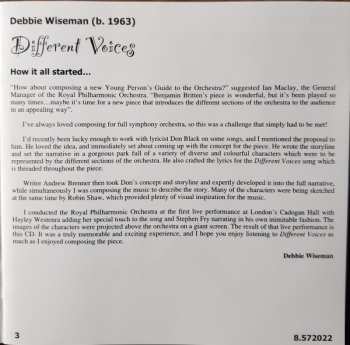 Debbie Wiseman (b. 1963)
Different Voices
How it all started...
“How about composing a new Young Person's Guide to the Orchestra?” suggested Ian Maclay, the General
Manager of the Royal Philharmonic Orchestra. “Benjamin Britten's piece is wonderful, but it's been played so
many times…maybe it's time for a new piece that introduces the different sections of the orchestra to the audience
in an appealing way”.
I've always loved composing for full symphony orchestra, so this was a challenge that simply had to be met!
I'd recently been lucky enough to work with lyricist Don Black on some songs, and I mentioned the proposal to
him. He loved the idea, and immediately set about coming up with the concept for the piece. He wrote the storyline
and set the narrative in a gorgeous park full of a variety of diverse and colourful characters which were to be
represented by the different sections of the orchestra. He also crafted the lyrics for the Different Voices song which
is threaded throughout the piece.
Writer Andrew Brenner then took Don's concept and storyline and expertly developed it into the full narrative,
while simultaneously I was composing the music to describe the story. Many of the characters were being sketched
at the same time by Robin Shaw, which provided plenty of visual inspiration for the music.
I conducted the Royal Philharmonic Orchestra at the first live performance at London's Cadogan Hall with
Hayley Westenra adding her special touch to the song and Stephen Fry narrating in his own inimitable fashion. The
images of the characters were projected above the orchestra on a giant screen. The result of that live performance is
this CD. It was a truly memorable and exciting experience, and I hope you enjoy listening to Different Voices as
much as I enjoyed composing the piece.
Debbie Wiseman
3
8.572022